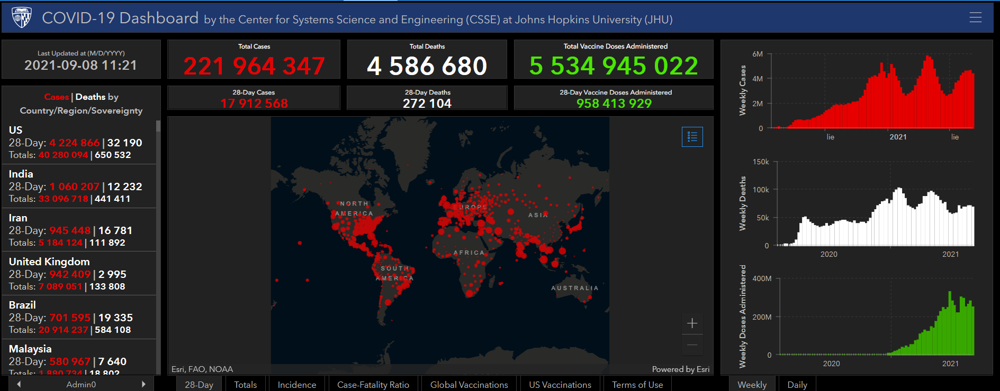 COVID-19 Dashboard by the Center for Systems Science and Engineering (CSSE) at Johns Hopkins University (JHU)
Last Updated at (M/D/YYYY)
2021-09-08 11:21
Cases | Deaths by
Country/Region/Sovereignty
US
28-Day: 4 224 866 | 32 190
Totals: 40 280 094 | 650 532
India
28-Day: 1 060 207 | 12 232
Totals: 33 096 718 | 441 411
Iran
28-Day: 945 448 | 16 781
Totals: 5 184 124 | 111 892
United Kingdom
28-Day: 942 409 | 2 995
Totals: 7 089 051 | 133 808
Brazil
28-Day: 701 595 | 19 335
Totals: 20 914 237 | 584 108
Malaysia
28-Day: 580 967 | 7 640
Totals: 1 880 734 | 18 802
Admin0
Total Cases
221 964 347
Total Deaths
4 586 680
Total Vaccine Doses Administered
5 534 945 022
28-Day Cases
17 912 568
28-Day Deaths
272 104
28-Day Vaccine Doses Administered
958 413 929
NORTH
AMERICA
EUROPE
ASIA
AFRICA
SOUTH
AMERICA
AUSTRALIA
Esri, FAO, NOAA
Powered by Esri
28-Day
Totals
Incidence
Case-Fatality Ratio
Global Vaccinations
US Vaccinations
Terms of Use
Weekly Cases
6M
4M
2M
0
lie
2021
lie
Weekly Deaths
150k
100k
50k
0
2020
2021
Weekly Doses Administered
400M
200M
0
2020
2021
Weekly
Daily